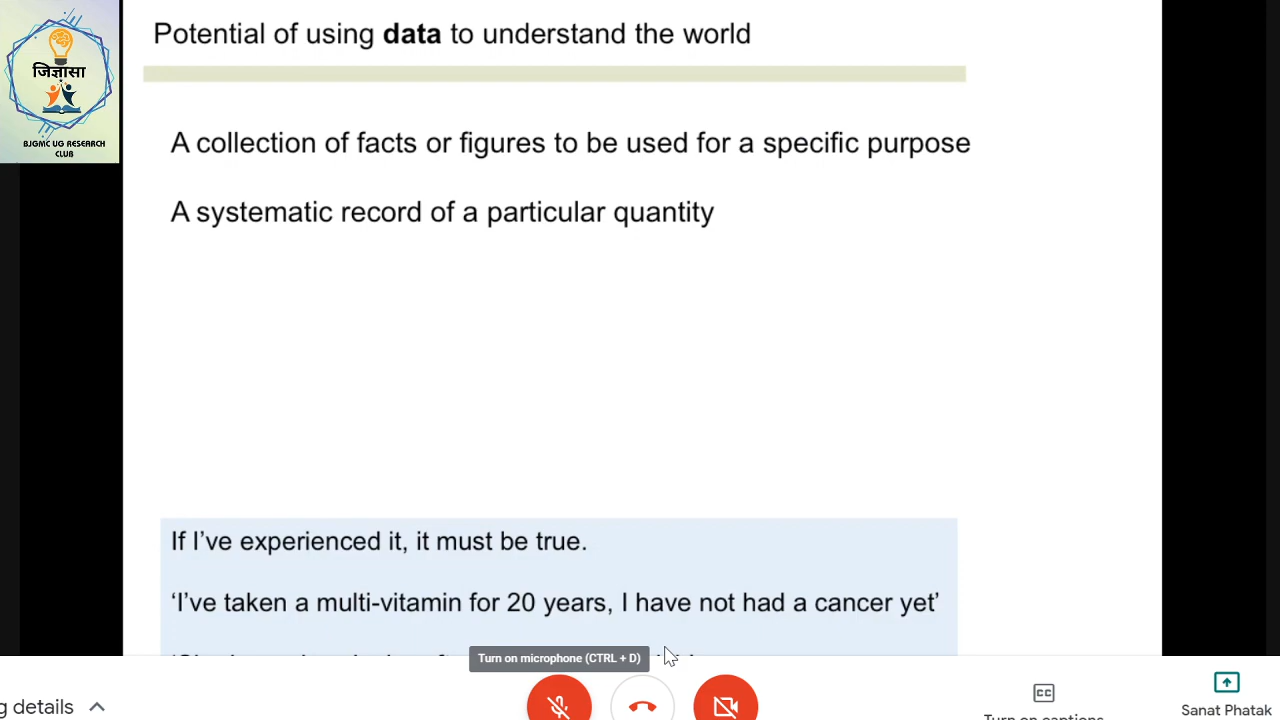 Potential of using data to understand the world
जिज्ञासा
BJGMC UG RESEARCH
CLUB
A collection of facts or figures to be used for a specific purpose
A systematic record of a particular quantity
If I’ve experienced it, it must be true.
‘I’ve taken a multi-vitamin for 20 years, I have not had a cancer yet’
Turn on microphone (CTRL + D)
g details
CC
Turn on captions
Sanat Phatak